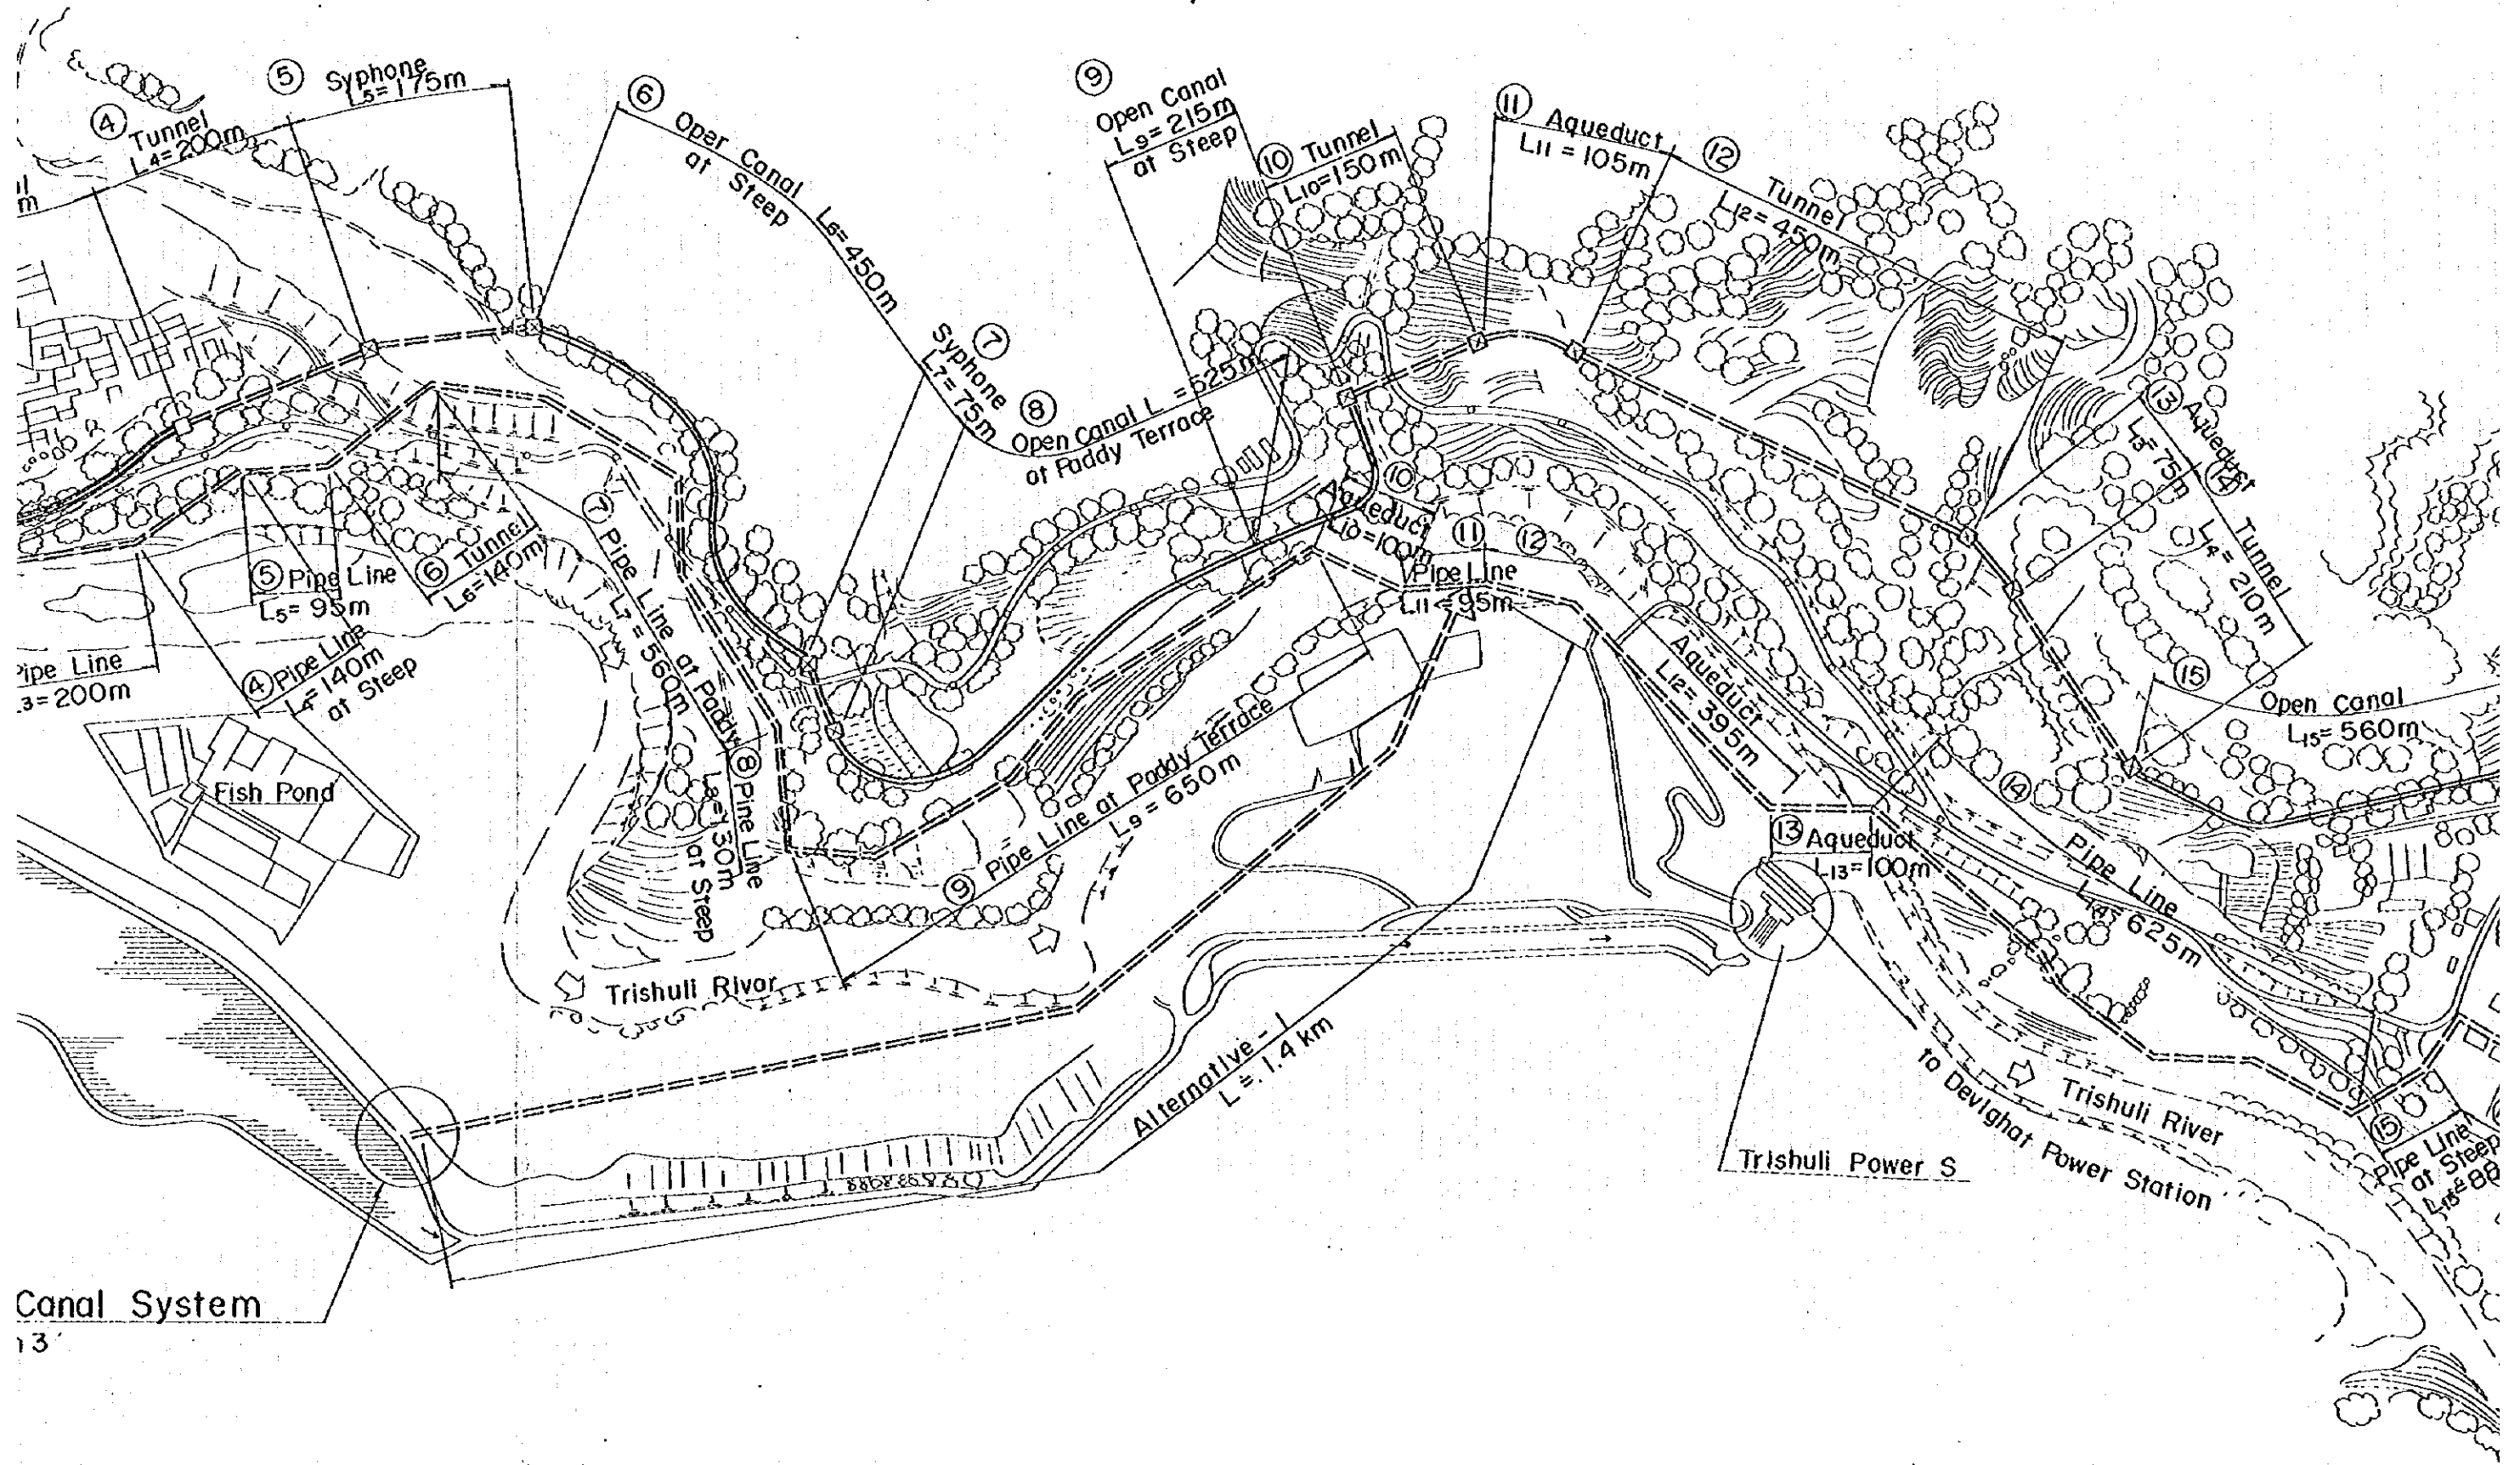 ④
Tunnel
L4=200m
⑤
Syphone
L5=175m
⑥
Oper Canal L6=450m
at Steep
⑦
Syphone
L7=75m
⑧
Open Canal L =525m
at Paddy Terrace
⑨
Open Canal
L9=215m
at Steep
⑩ Tunnel
L10=150m
⑪ Aqueduct
L11 = 105m
⑫
Tunnel
L12=450m
⑬ Aqueduct
L13=75m
⑭ Tunnel
L14= 210m
⑮
Open Canal
L15=560m
m
Pipe Line
3=200m
④ Pipe Line
L4=140m
at Steep
⑤ Pipe Line
L5=95m
⑥ Tunnel
L6=140m
⑦ Pipe Line at Paddy
L7 = 560m
⑧ Pipe Line
L8=130m
at Steep
⑨ Pipe Line at Paddy Terrace
L9= 650m
⑩
Aqueduct
L10=100m
⑪
Pipe Line
L11=95m
⑫
Aqueduct
L12=395m
⑬ Aqueduct
L13=100m
⑭
Pipe Line
L14=625m
⑮
Pipe Line
at Steep
Fish Pond
Trishuli River
Alternative-1
L=1.4 km
Trishuli Power S
to Devighat Power Station
Trishuli River
Canal System
13